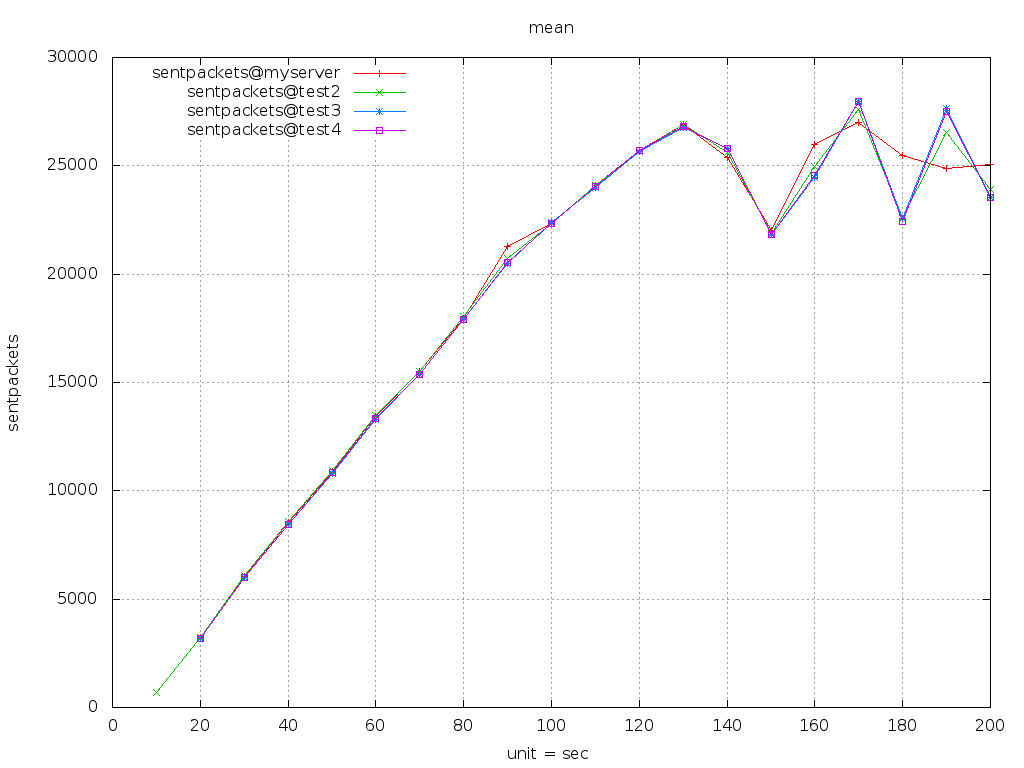 mean
30000
25000
20000
15000
10000
5000
0
sentpackets
sentpackets@myserver
sentpackets@test2
sentpackets@test3
sentpackets@test4
0 20 40 60 80 100 120 140 160 180 200
unit = sec